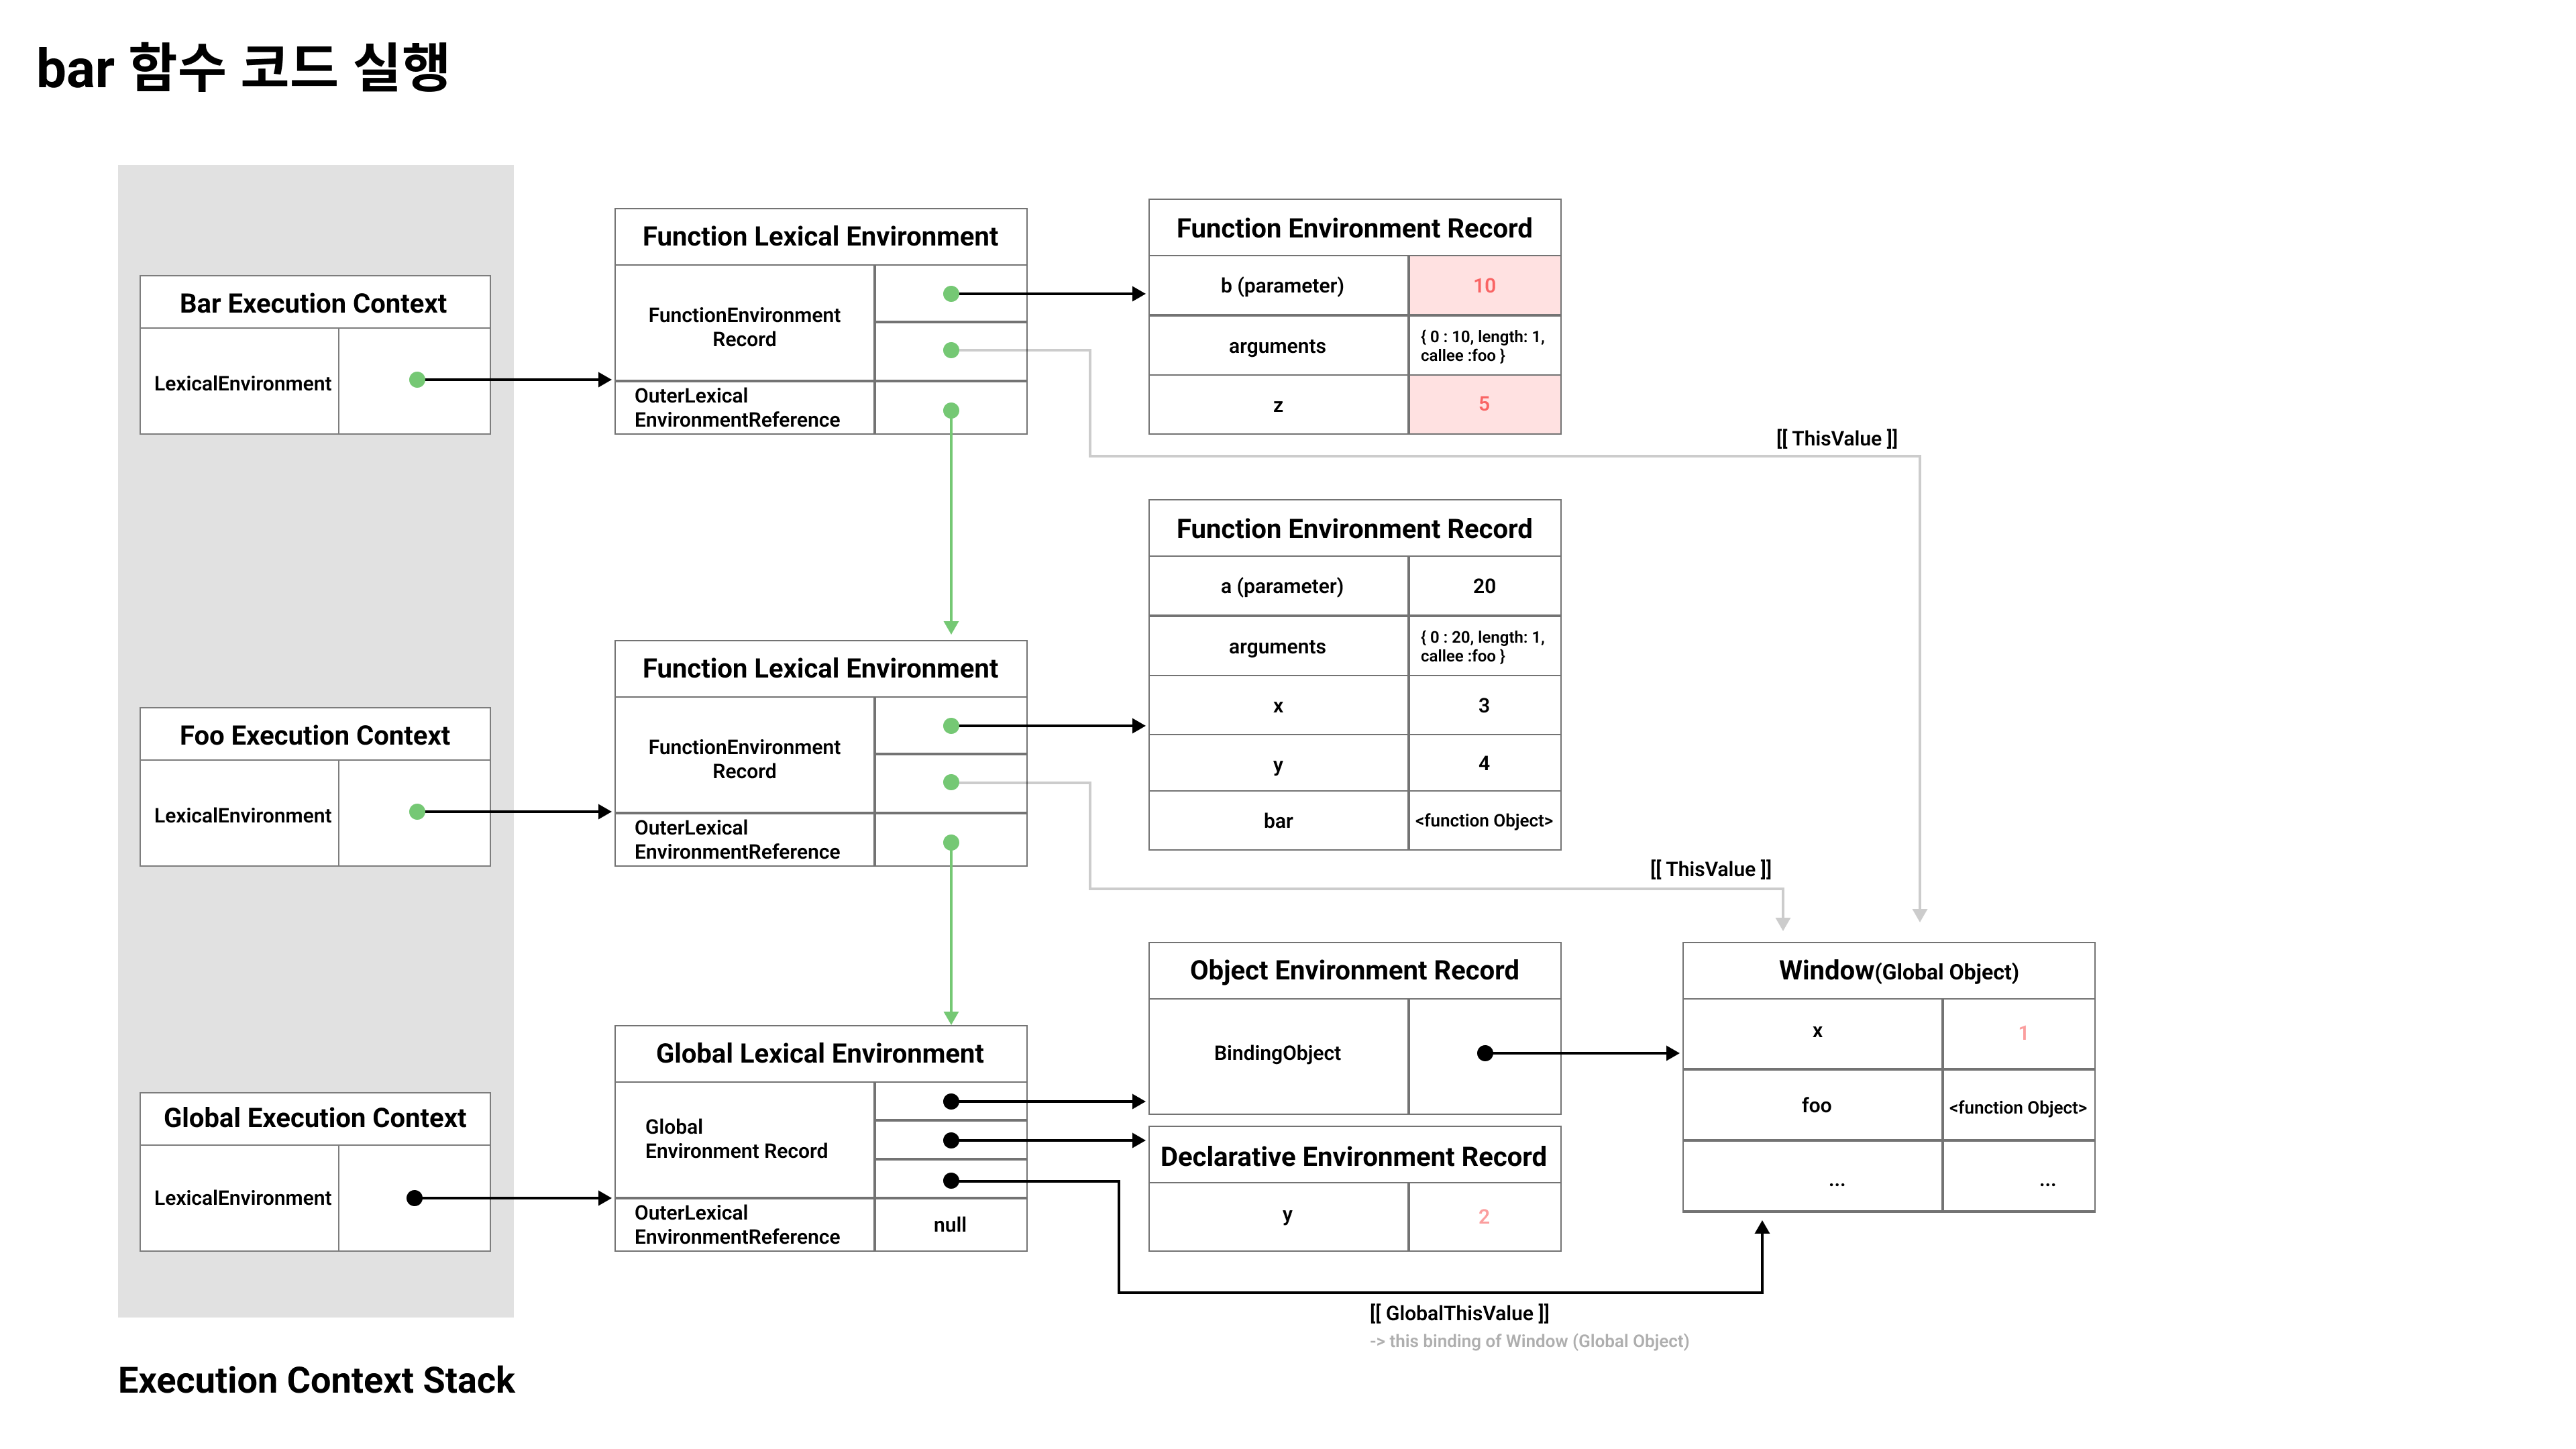 bar 함수 코드 실행
Bar Execution Context
LexicalEnvironment
Function Lexical Environment
FunctionEnvironment
Record
OuterLexical
EnvironmentReference
Function Environment Record
b (parameter)
10
arguments
{ 0 : 10, length: 1,
callee :foo }
z
5
[[ ThisValue ]]
Foo Execution Context
LexicalEnvironment
Function Lexical Environment
FunctionEnvironment
Record
OuterLexical
EnvironmentReference
Function Environment Record
a (parameter)
20
arguments
{ 0 : 20, length: 1,
callee :foo }
x
3
y
4
bar
<function Object>
[[ ThisValue ]]
Global Execution Context
LexicalEnvironment
Global Lexical Environment
Global
Environment Record
OuterLexical
EnvironmentReference
null
Object Environment Record
BindingObject
Declarative Environment Record
y
2
Window(Global Object)
x
1
foo
<function Object>
...
...
[[ GlobalThisValue ]]
-> this binding of Window (Global Object)
Execution Context Stack